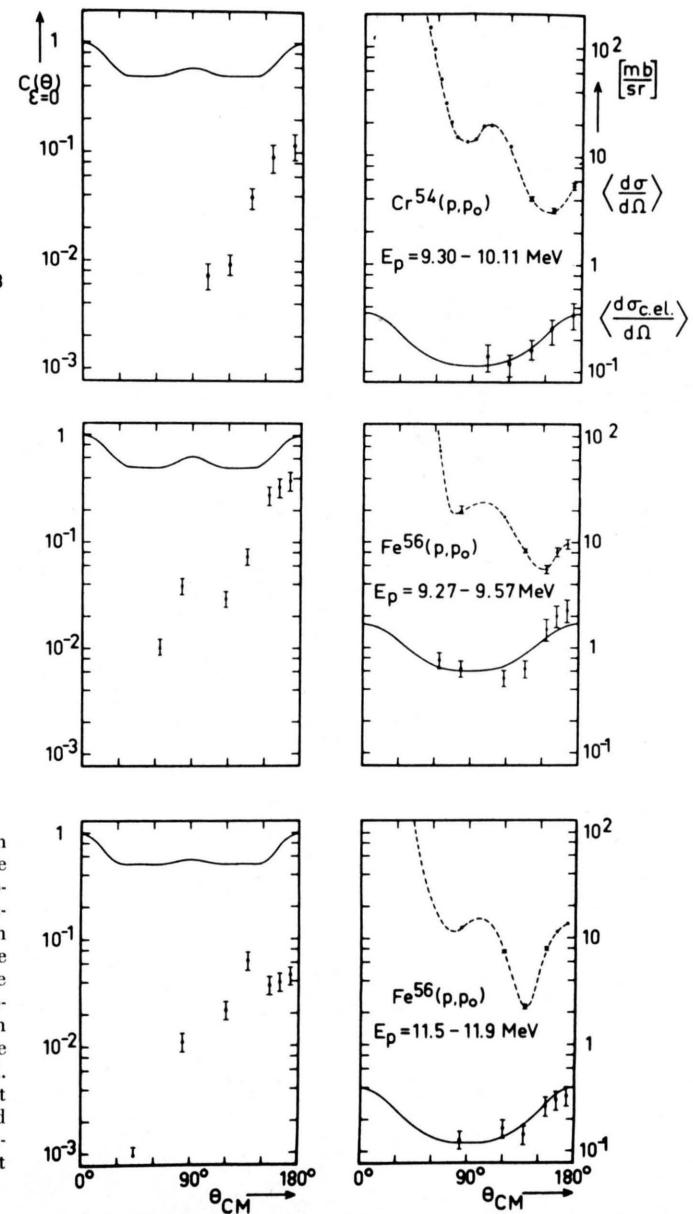 1
C(θ)
ε=0
10⁻¹
10⁻²
10⁻³
10²
[mb/sr]
10
⟨dσ/dΩ⟩
Cr⁵⁴(p,p₀)
E_p = 9.30 – 10.11 MeV
1
⟨dσ_c.el./dΩ⟩
10⁻¹
3
1
10⁻¹
10⁻²
10⁻³
10²
10
Fe⁵⁶(p,p₀)
E_p = 9.27 – 9.57 MeV
1
10⁻¹
1
10⁻¹
10⁻²
10⁻³
10²
10
Fe⁵⁶(p,p₀)
E_p = 11.5 – 11.9 MeV
1
10⁻¹
90°
180°
θ_CM
0°
90°
180°
θ_CM
n
e
-
-
n
e
e
-
n
e
.
t
d
-
t